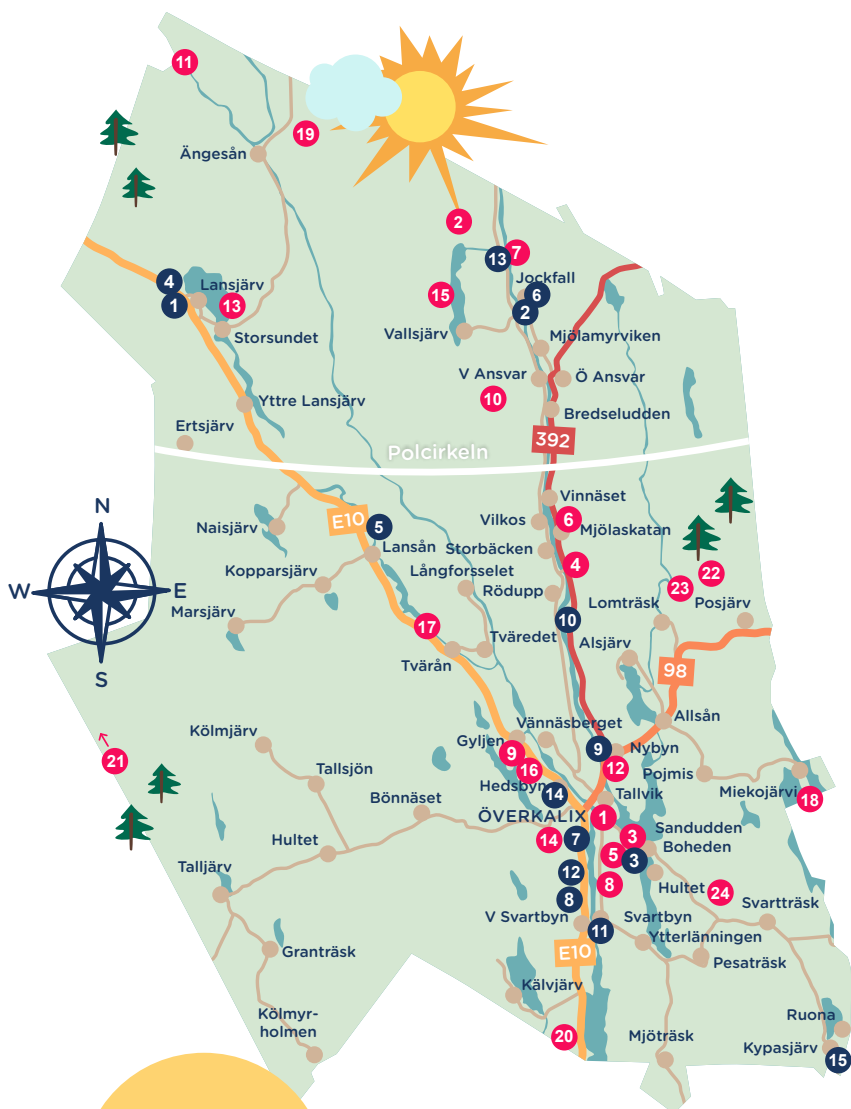 11
19
Ängesån
2
13
7
Jockfall
4
Lansjärv
1
13
15
6
2
Storsundet
Vallsjärv
Mjölamyrviken
V Ansvar
Ö Ansvar
10
Yttre Lansjärv
Bredseludden
Ertsjärv
392
Polcirkeln
N
W
E
S
Vinnäset
E10
5
Naisjärv
Vilkos
6
Mjölaskatan
Lansån
Storbäcken
Långforsselet
4
Kopparsjärv
Rödupp
22
23
Lomträsk
Posjärv
Marsjärv
17
10
Tväredet
Alsjärv
Tvärån
98
Allsån
Vännäsberget
Kölmjärv
Gyljen
9
9
Nybyn
21
16
12
Pojmis
Tallsjön
Hedsbyn
14
Tallvik
Miekojärvi
18
Bönnäset
ÖVERKALIX
1
14
7
3
Sandudden
Hultet
5
3
Boheden
Talljärv
12
8
Hultet
24
8
Svartträsk
V Svartbyn
11
Svartbyn
Ytterlänningen
Granträsk
E10
Pesaträsk
Kälvjärv
Kölmyr-
holmen
20
Mjöträsk
Ruona
Kypasjärv
15